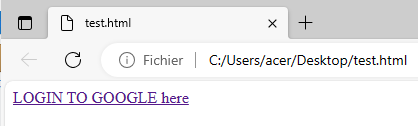 test.html
Fichier | C:/Users/acer/Desktop/test.html
LOGIN TO GOOGLE here